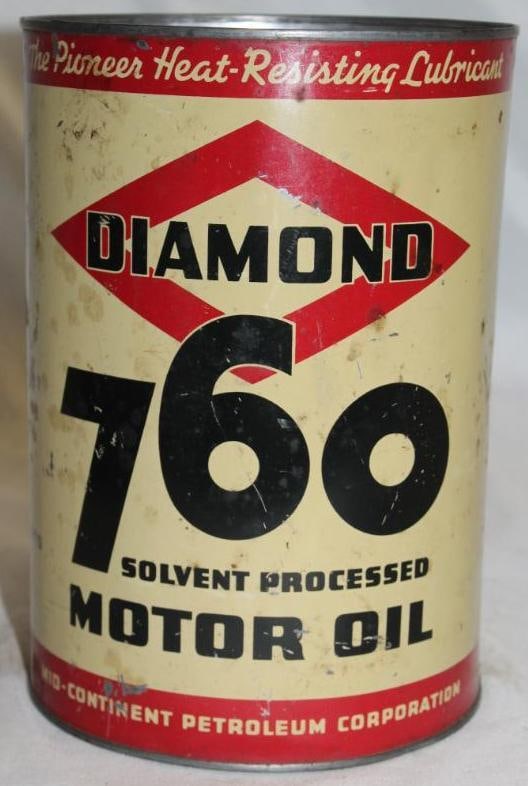 The Pioneer Heat-Resisting Lubricant
DIAMOND
760
SOLVENT PROCESSED
MOTOR OIL
MID-CONTINENT PETROLEUM CORPORATION